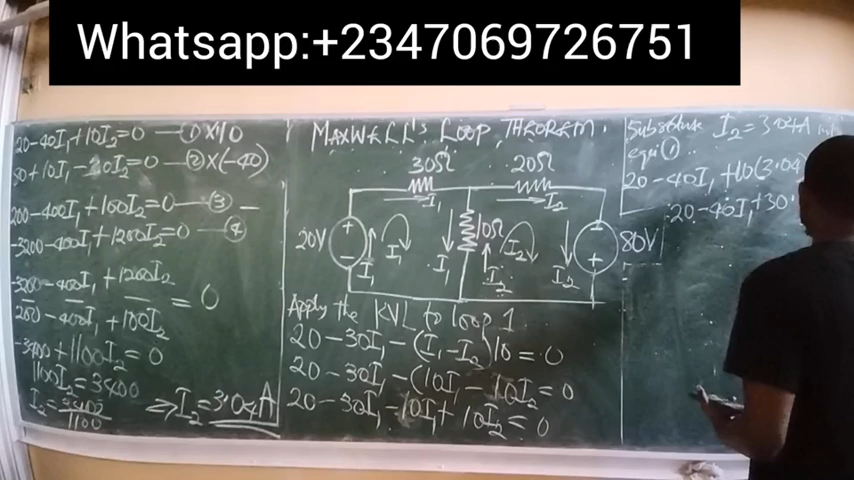 Whatsapp:+2347069726751
20-40I₁+10I₂=0 —① X10
80+10I₁-30I₂=0 —② X(-40)
200-400I₁+100I₂=0 —③ —
-3200-400I₁+1200I₂=0 —④
-3200-400I₁+1200I₂
= 0
200-400I₁+100I₂
-3400+1100I₂=0
1100I₂=3400
I₂=3400
1100
⇒I₂=3.04A
MAXWELL's LOOP, THEOREM.
30Ω 20Ω
I₁ I₂
20V + − I₁ I₁ I₁ 10Ω I₂ I₂ I₂ − + 80V
Apply the KVL to loop 1
20-30I₁-(I₁-I₂)10=0
20-30I₁-(10I₁-10I₂=0
20-30I₁-10I₁+10I₂=0
Substitute I₂=3.04A
eqn ①
20-40I₁+10(3.04)
20-40I₁+30.